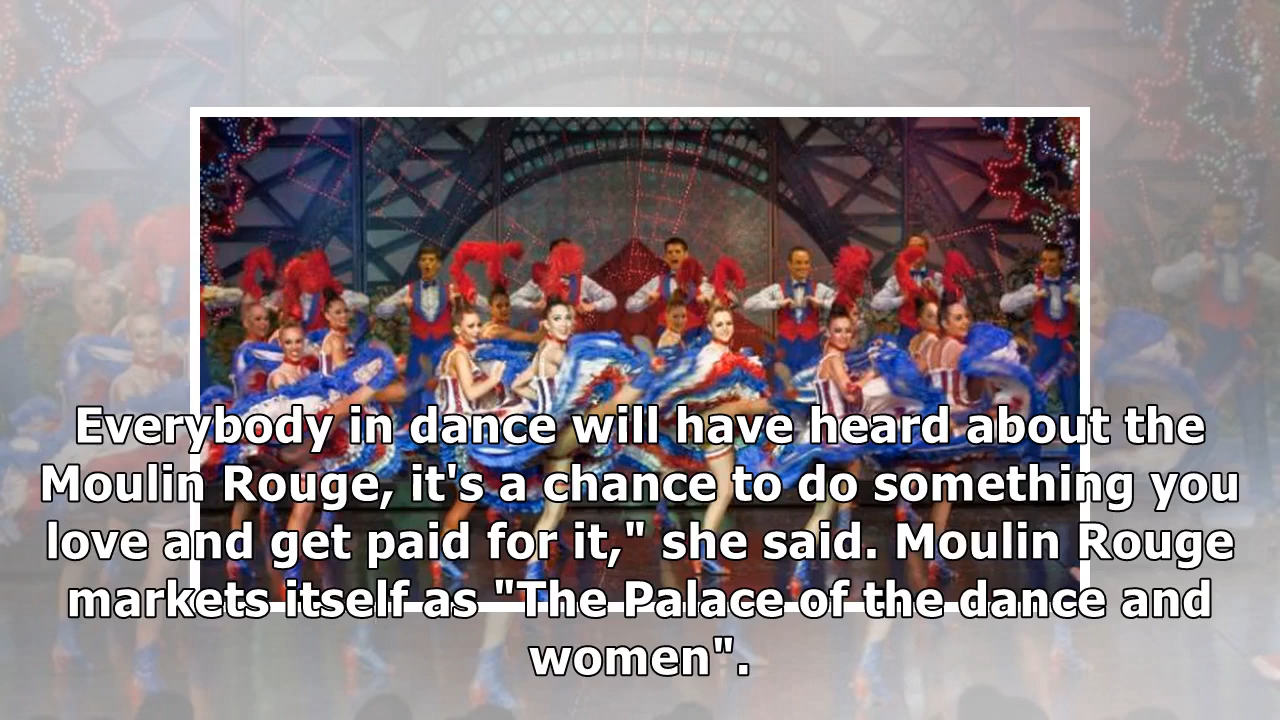 Everybody in dance will have heard about the
Moulin Rouge, it's a chance to do something you
love and get paid for it," she said. Moulin Rouge
markets itself as "The Palace of the dance and
women".